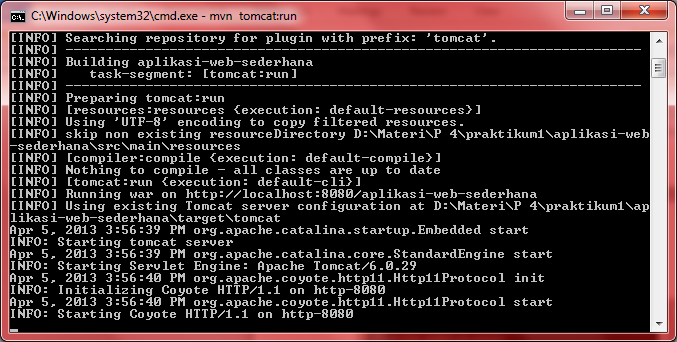 C:\Windows\system32\cmd.exe - mvn  tomcat:run
[INFO] Searching repository for plugin with prefix: 'tomcat'.
[INFO] ------------------------------------------------------------------------
[INFO] Building aplikasi-web-sederhana
[INFO]    task-segment: [tomcat:run]
[INFO] ------------------------------------------------------------------------
[INFO] Preparing tomcat:run
[INFO] [resources:resources {execution: default-resources}]
[INFO] Using 'UTF-8' encoding to copy filtered resources.
[INFO] skip non existing resourceDirectory D:\Materi\P 4\praktikum1\aplikasi-web
-sederhana\src\main\resources
[INFO] [compiler:compile {execution: default-compile}]
[INFO] Nothing to compile - all classes are up to date
[INFO] [tomcat:run {execution: default-cli}]
[INFO] Running war on http://localhost:8080/aplikasi-web-sederhana
[INFO] Using existing Tomcat server configuration at D:\Materi\P 4\praktikum1\ap
likasi-web-sederhana\target\tomcat
Apr 5, 2013 3:56:39 PM org.apache.catalina.startup.Embedded start
INFO: Starting tomcat server
Apr 5, 2013 3:56:39 PM org.apache.catalina.core.StandardEngine start
INFO: Starting Servlet Engine: Apache Tomcat/6.0.29
Apr 5, 2013 3:56:40 PM org.apache.coyote.http11.Http11Protocol init
INFO: Initializing Coyote HTTP/1.1 on http-8080
Apr 5, 2013 3:56:40 PM org.apache.coyote.http11.Http11Protocol start
INFO: Starting Coyote HTTP/1.1 on http-8080